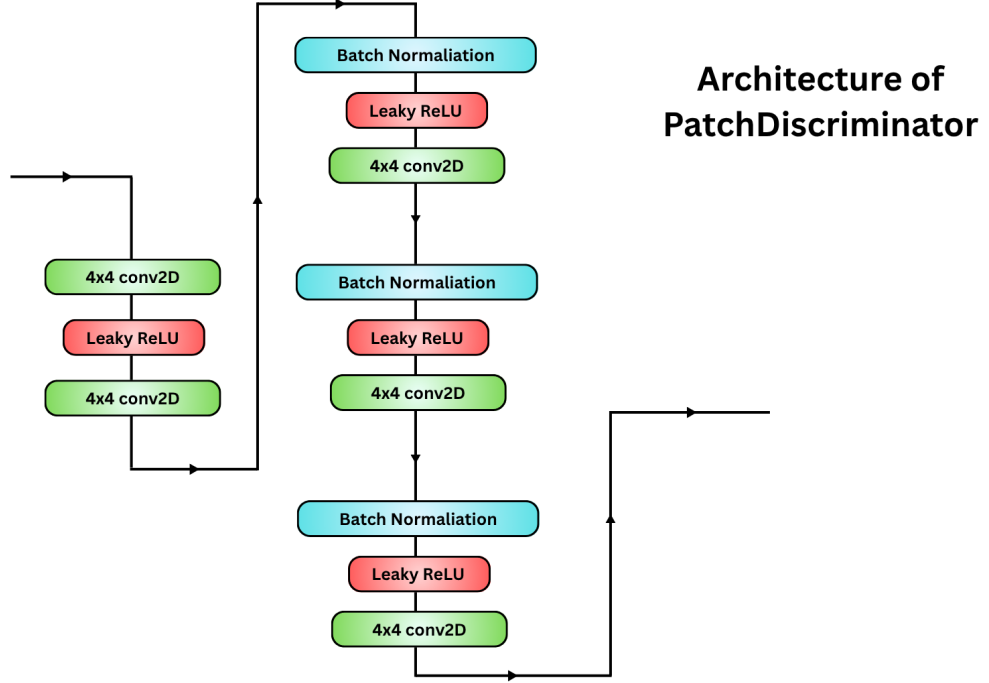 Architecture of
PatchDiscriminator
4x4 conv2D
Leaky ReLU
4x4 conv2D
Batch Normaliation
Leaky ReLU
4x4 conv2D
Batch Normaliation
Leaky ReLU
4x4 conv2D
Batch Normaliation
Leaky ReLU
4x4 conv2D